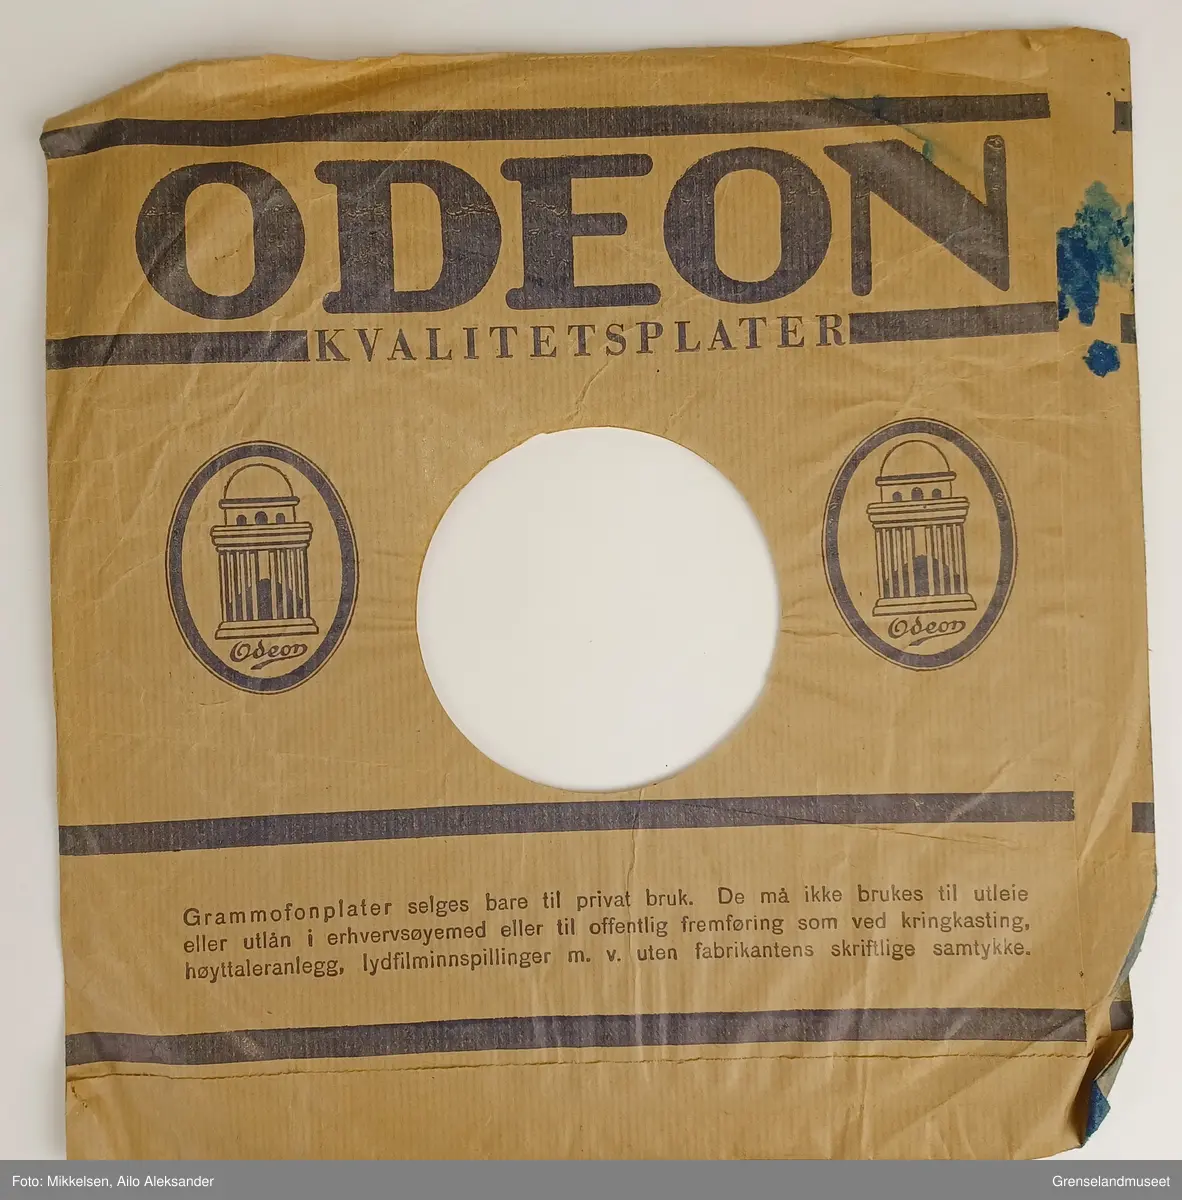 ODEON
KVALITETSPLATER
Odeon
Odeon
Grammofonplater selges bare til privat bruk. De må ikke brukes til utleie
eller utlån i erhvervsøyemed eller til offentlig fremføring som ved kringkasting,
høyttaleranlegg, lydfilminnspillinger m. v. uten fabrikantens skriftlige samtykke.
Foto: Mikkelsen, Ailo Aleksander
Grenselandmuseet